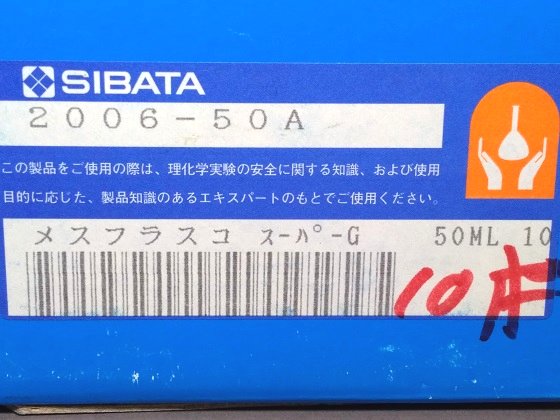 SIBATA
2006-50A
この製品をご使用の際は、理化学実験の安全に関する知識、および使用
目的に応じた、製品知識のあるエキスパートのもとでご使用ください。
メスフラスコ スーパーG 50ML 10
10本